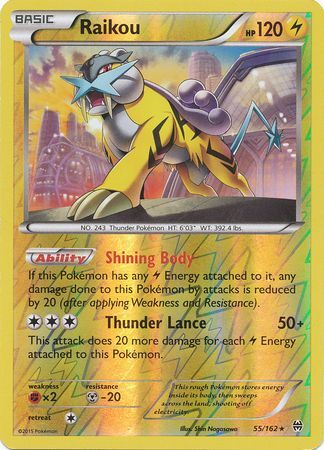 BASIC
Raikou HP120
NO. 243 Thunder Pokémon HT: 6'03" WT: 392.4 lbs.
Ability Shining Body
If this Pokémon has any Energy attached to it, any
damage done to this Pokémon by attacks is reduced
by 20 (after applying Weakness and Resistance).
Thunder Lance 50+
This attack does 20 more damage for each Energy
attached to this Pokémon.
weakness resistance
×2 -20
retreat
This rough Pokémon stores energy
inside its body, then sweeps
across the land, shooting off
electricity.
©2015 Pokémon Illus. Shin Nagasawa 55/162 ★